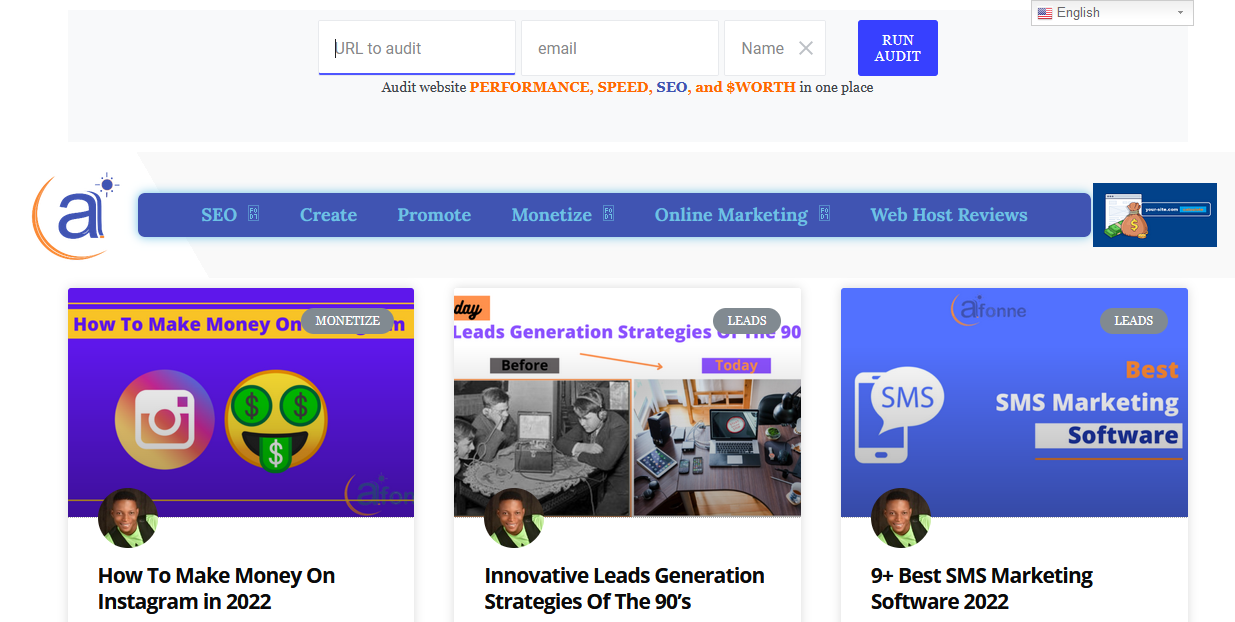 English
URL to audit
email
Name
RUN
AUDIT
Audit website PERFORMANCE, SPEED, SEO, and $WORTH in one place
ai
SEO
Create
Promote
Monetize
Online Marketing
Web Host Reviews
your-site.com
How To Make Money On
MONETIZE
day
LEADS
Leads Generation Strategies Of The 90
Before
Today
aifonne
LEADS
Best
SMS
SMS Marketing
Software
aifon
How To Make Money On
Instagram in 2022
Innovative Leads Generation
Strategies Of The 90’s
9+ Best SMS Marketing
Software 2022